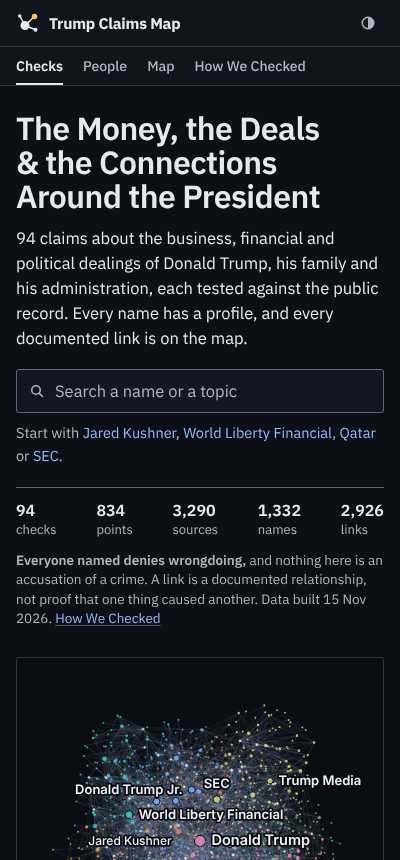 Trump Claims Map
Checks People Map How We Checked
The Money, the Deals
& the Connections
Around the President
94 claims about the business, financial and
political dealings of Donald Trump, his family and
his administration, each tested against the public
record. Every name has a profile, and every
documented link is on the map.
Search a name or a topic
Start with Jared Kushner, World Liberty Financial, Qatar
or SEC.
94 834 3,290 1,332 2,926
checks points sources names links
Everyone named denies wrongdoing, and nothing here is an
accusation of a crime. A link is a documented relationship,
not proof that one thing caused another. Data built 15 Nov
2026. How We Checked
Trump Media
SEC
Donald Trump Jr.
World Liberty Financial
Jared Kushner
Donald Trump